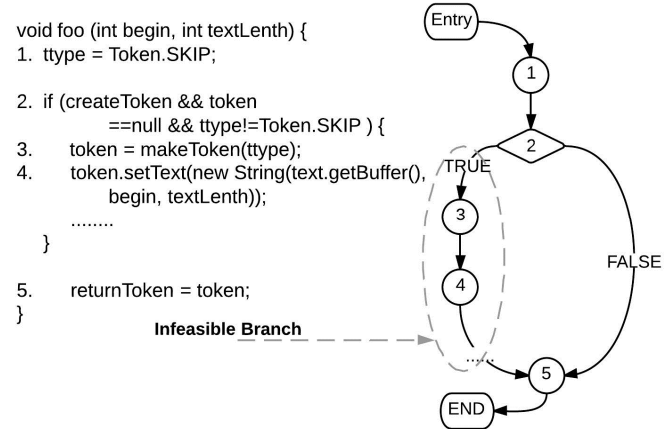 void foo (int begin, int textLenth) {
1. ttype = Token.SKIP;
2. if (createToken && token
==null && ttype!=Token.SKIP ) {
3. token = makeToken(ttype);
4. token.setText(new String(text.getBuffer(),
begin, textLenth));
........
}
5. returnToken = token;
}
Infeasible Branch
Entry
1
2
TRUE
3
FALSE
4
......
5
END